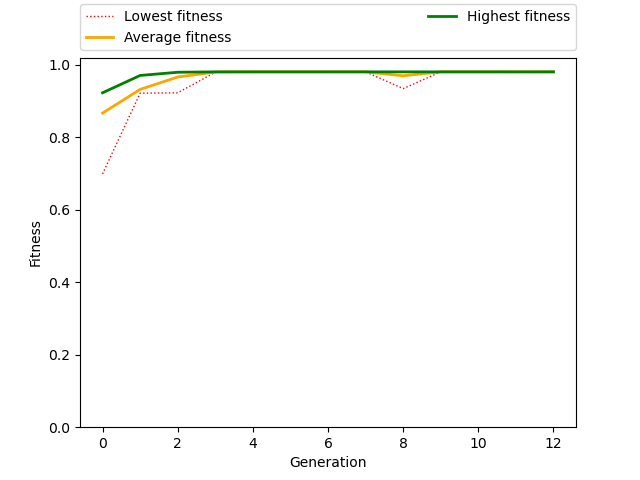 Lowest fitness
Average fitness
Highest fitness
1.0
0.8
0.6
0.4
0.2
0.0
Fitness
0 2 4 6 8 10 12
Generation